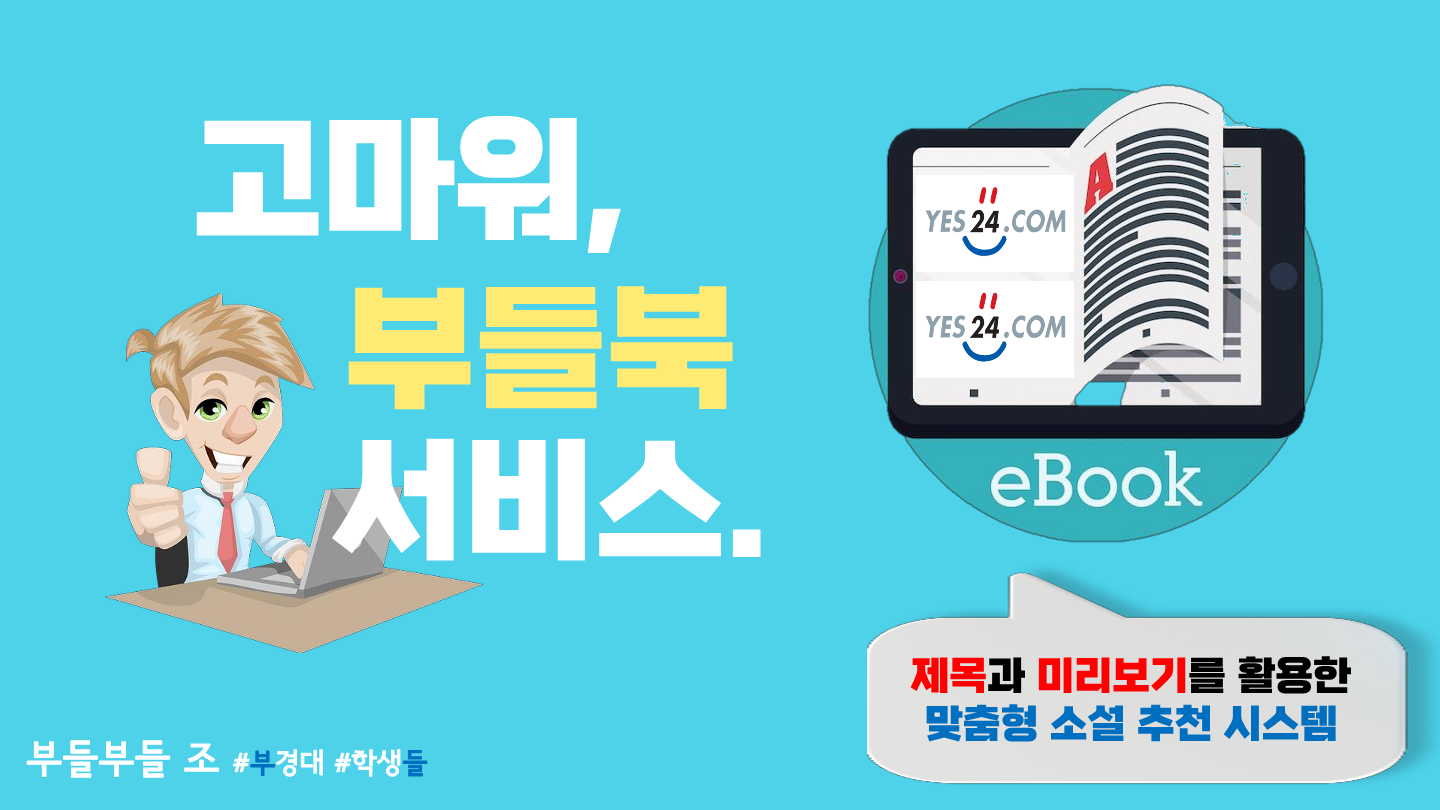 고마워,
부들북
서비스.
YES24.COM
YES24.COM
A
eBook
제목과 미리보기를 활용한
맞춤형 소설 추천 시스템
부들부들 조 #부경대 #학생들